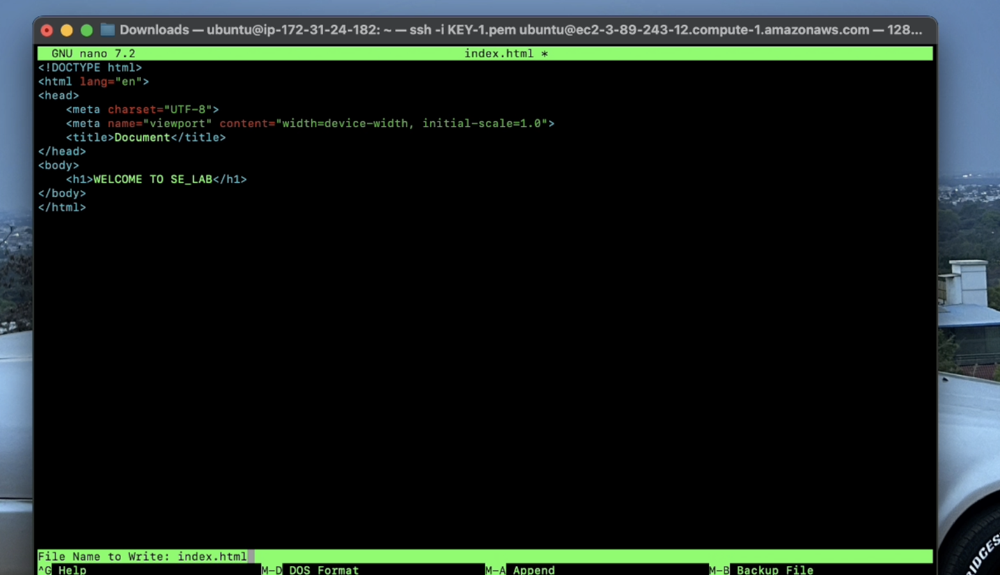 Downloads — ubuntu@ip-172-31-24-182: ~ — ssh -i KEY-1.pem ubuntu@ec2-3-89-243-12.compute-1.amazonaws.com — 128...
GNU nano 7.2 index.html *
<!DOCTYPE html>
<html lang="en">
<head>
    <meta charset="UTF-8">
    <meta name="viewport" content="width=device-width, initial-scale=1.0">
    <title>Document</title>
</head>
<body>
    <h1>WELCOME TO SE_LAB</h1>
</body>
</html>
File Name to Write: index.html
^G Help M-D DOS Format M-A Append M-B Backup File